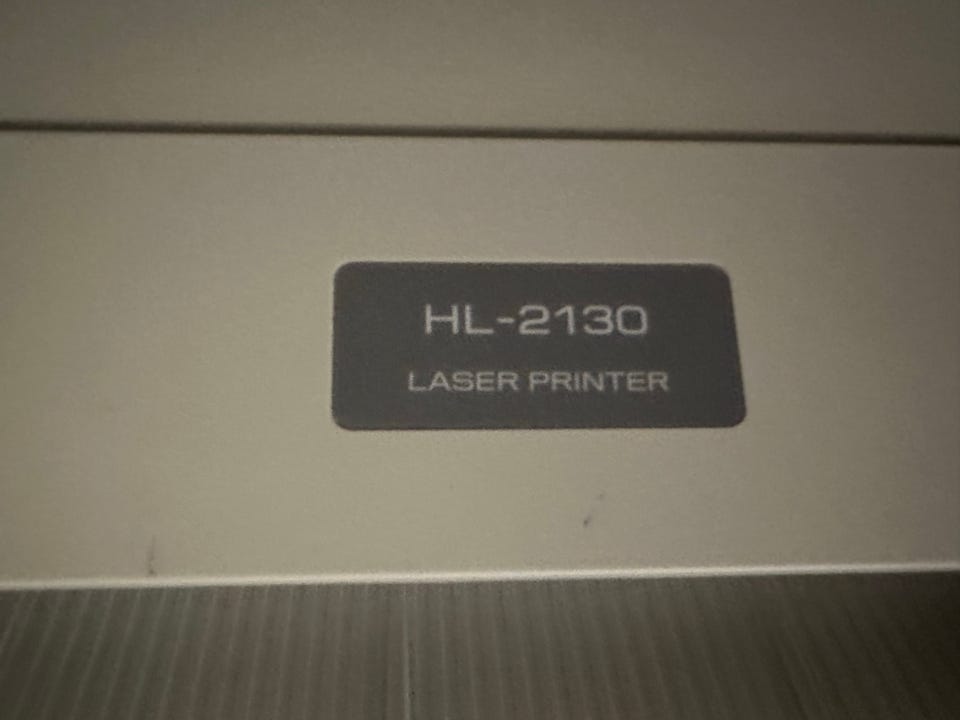 HL-2130
LASER PRINTER